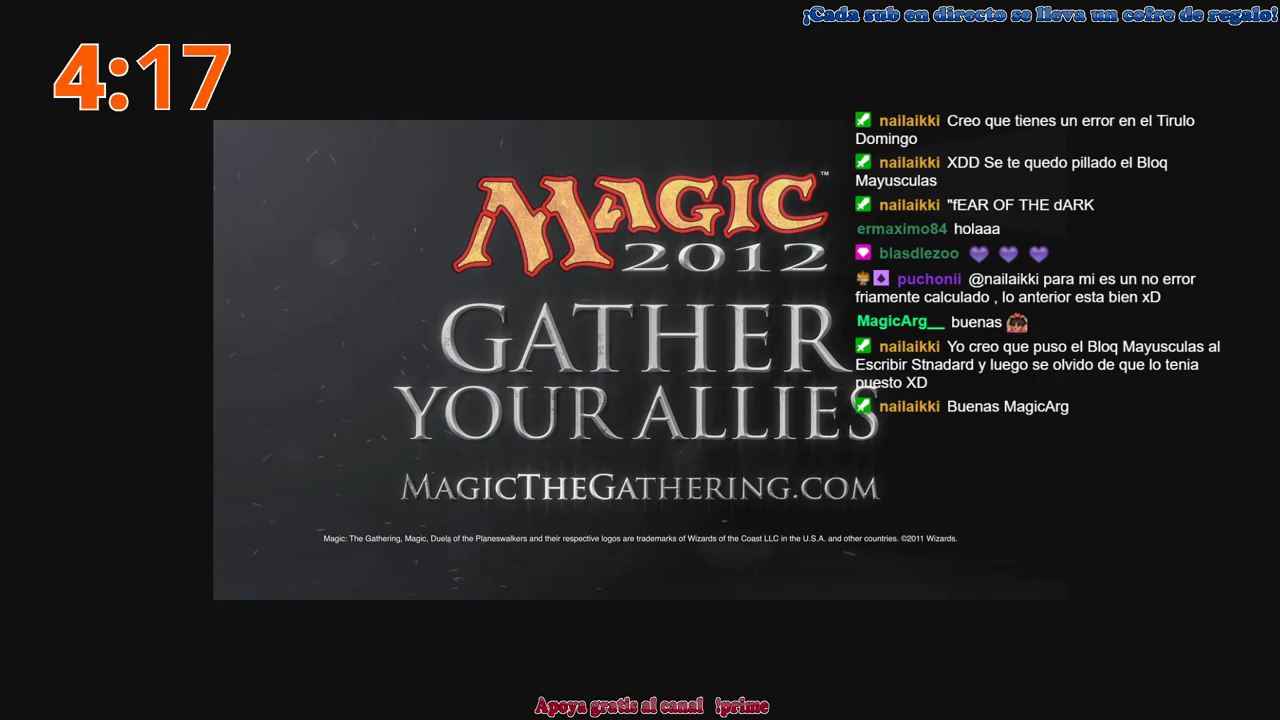 ¡Cada sub en directo se lleva un cofre de regalo!
4:17
MAGIC™
2012
GATHER
YOUR ALLIES
MAGICTHEGATHERING.COM
Magic: The Gathering, Magic, Duels of the Planeswalkers and their respective logos are trademarks of Wizards of the Coast LLC in the U.S.A. and other countries. ©2011 Wizards.
nailaikki Creo que tienes un error en el Tirulo
Domingo
nailaikki XDD Se te quedo pillado el Bloq
Mayusculas
nailaikki "fEAR OF THE dARK
ermaximo84 holaaa
blasdlezoo
puchonii @nailaikki para mi es un no error
friamente calculado , lo anterior esta bien xD
MagicArg__ buenas
nailaikki Yo creo que puso el Bloq Mayusculas al
Escribir Stnadard y luego se olvido de que lo tenia
puesto XD
nailaikki Buenas MagicArg
Apoya gratis al canal !prime